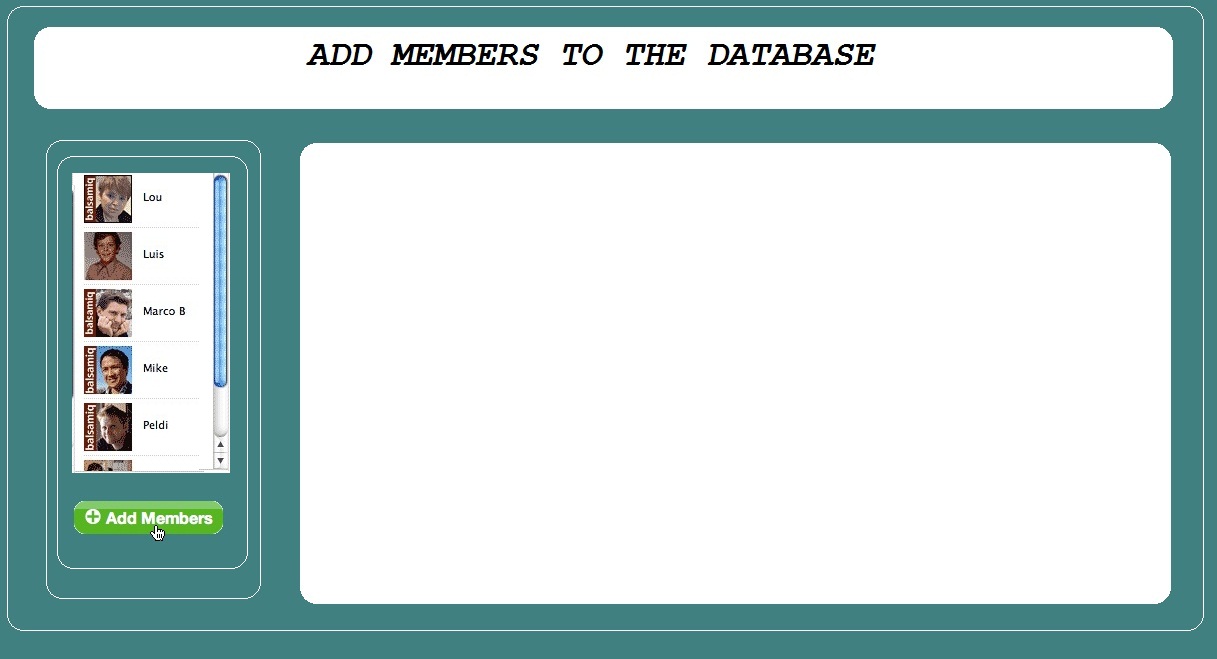 ADD MEMBERS TO THE DATABASE
balsamiq
Lou
Luis
balsamiq
Marco B
balsamiq
Mike
balsamiq
Peldi
Add Members